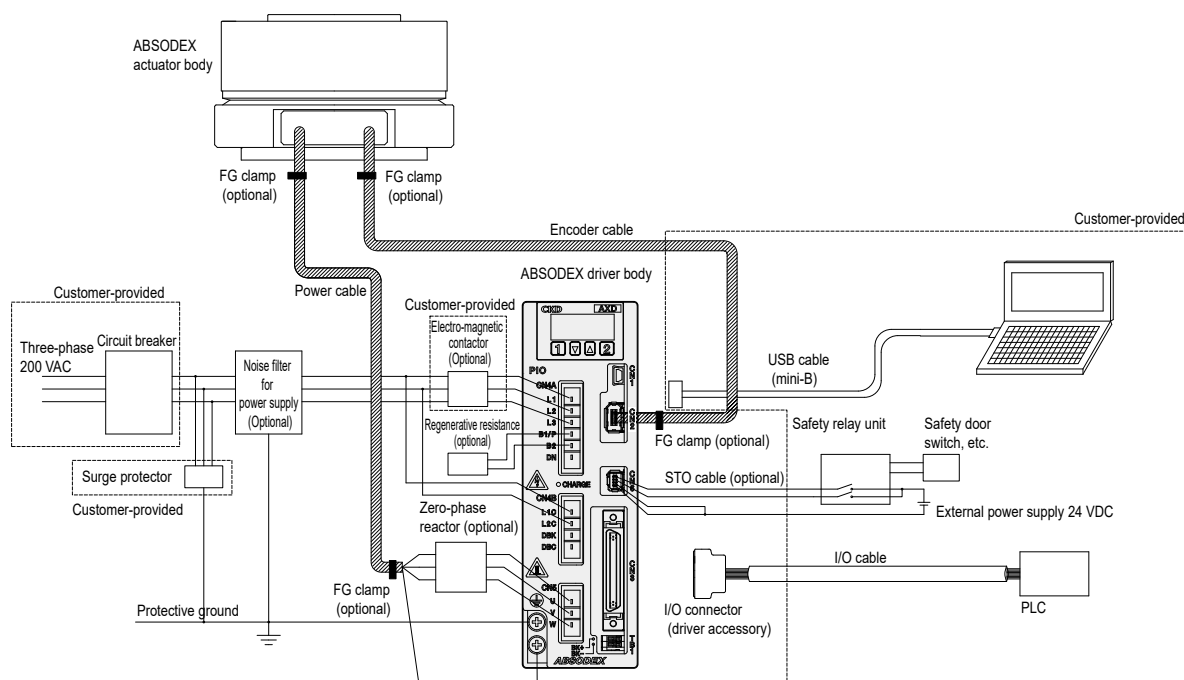 ABSODEX
actuator body
FG clamp
(optional)
FG clamp
(optional)
Encoder cable
Customer-provided
ABSODEX driver body
Power cable
Customer-provided
Customer-provided
Three-phase
200 VAC
Circuit breaker
Noise filter
for
power supply
(Optional)
Electro-magnetic
contactor
(Optional)
CKD
AXD
1
2
PIO
CN4A
L1
L2
L3
B1/P
B2
DN
CN1
CN2
USB cable
(mini-B)
Regenerative resistance
(optional)
FG clamp (optional)
Safety relay unit
Safety door
switch, etc.
Surge protector
Customer-provided
CHARGE
STO cable (optional)
External power supply 24 VDC
Zero-phase
reactor (optional)
CN4B
L1C
L2C
DBK
DBC
CN3
I/O cable
FG clamp
(optional)
Protective ground
CN5
U
V
W
I/O connector
(driver accessory)
PLC
TB1
BK+
BK-
ABSODEX